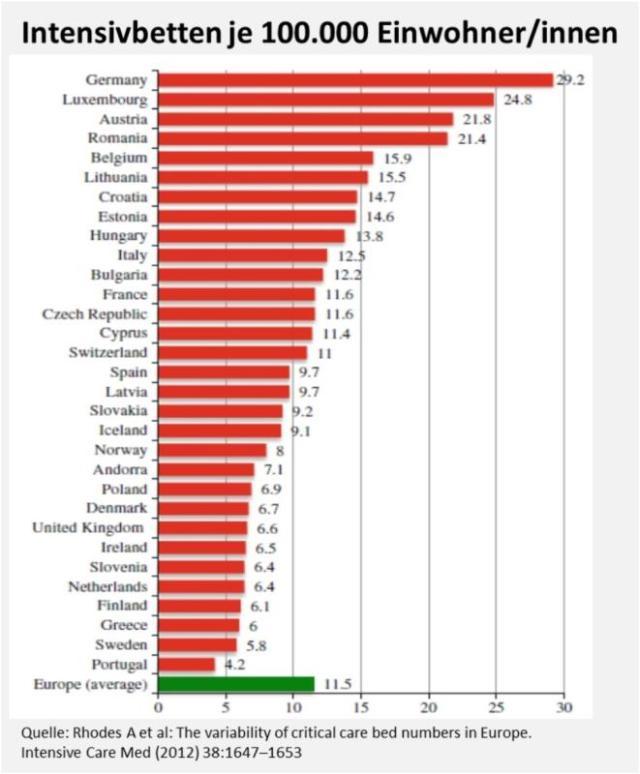 Intensivbetten je 100.000 Einwohner/innen
Germany 29.2
Luxembourg 24.8
Austria 21.8
Romania 21.4
Belgium 15.9
Lithuania 15.5
Croatia 14.7
Estonia 14.6
Hungary 13.8
Italy 12.5
Bulgaria 12.2
France 11.6
Czech Republic 11.6
Cyprus 11.4
Switzerland 11
Spain 9.7
Latvia 9.7
Slovakia 9.2
Iceland 9.1
Norway 8
Andorra 7.1
Poland 6.9
Denmark 6.7
United Kingdom 6.6
Ireland 6.5
Slovenia 6.4
Netherlands 6.4
Finland 6.1
Greece 6
Sweden 5.8
Portugal 4.2
Europe (average) 11.5
0 5 10 15 20 25 30
Quelle: Rhodes A et al: The variability of critical care bed numbers in Europe.
Intensive Care Med (2012) 38:1647–1653